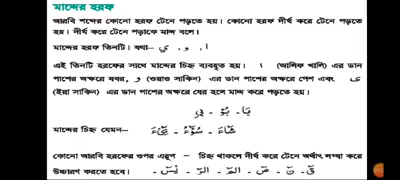 মাদ্দের হরফ
আরবি শব্দের কোনো হরফ টেনে পড়তে হয়। কোনো হরফ দীর্ঘ করে টেনে পড়তে
হয়। দীর্ঘ করে টেনে পড়াকে মাদ্দ বলে।
মাদ্দের হরফ তিনটি। যথা— ا . و . ي
এই তিনটি হরফের সাথে মাদ্দের চিহ্ন ব্যবহৃত হয়। ا (আলিফ খালি) এর ডান
পাশের অক্ষরে যবর, و (ওয়াও সাকিন) এর ডান পাশের অক্ষরে পেশ এবং ى
(ইয়া সাকিন) এর ডান পাশের অক্ষরে যের হলে মাদ্দ করে পড়তে হয়।
মাদ্দের চিহ্ন যেমন—
কোনো আরবি হরফের ওপর এরূপ — চিহ্ন থাকলে দীর্ঘ করে টেনে অর্থাৎ লম্বা করে
উচ্চারণ করতে হবে।